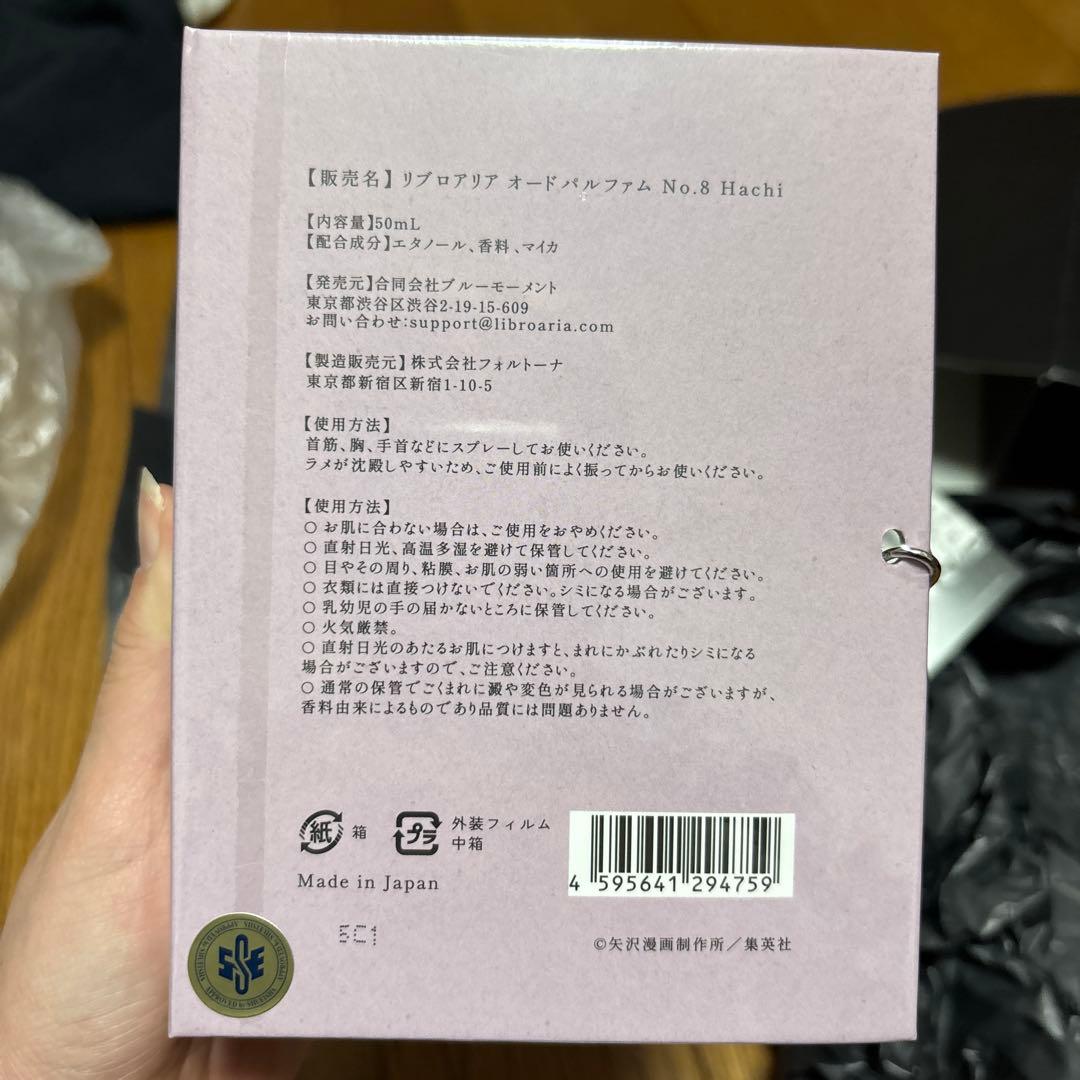 【販売名】リブロアリア オードパルファム No.8 Hachi
【内容量】50mL
【配合成分】エタノール、香料、マイカ
【発売元】合同会社ブルーモーメント
東京都渋谷区渋谷2-19-15-609
お問い合わせ:support@libroaria.com
【製造販売元】株式会社フォルトーナ
東京都新宿区新宿1-10-5
【使用方法】
首筋、胸、手首などにスプレーしてお使いください。
ラメが沈殿しやすいため、ご使用前によく振ってからお使いください。
【使用方法】
○ お肌に合わない場合は、ご使用をおやめください。
○ 直射日光、高温多湿を避けて保管してください。
○ 目やその周り、粘膜、お肌の弱い箇所への使用を避けてください。
○ 衣類には直接つけないでください。シミになる場合がございます。
○ 乳幼児の手の届かないところに保管してください。
○ 火気厳禁。
○ 直射日光のあたるお肌につけますと、まれにかぶれたりシミになる
場合がございますので、ご注意ください。
○ 通常の保管でごくまれに澱や変色が見られる場合がございますが、
香料由来によるものであり品質には問題ありません。
紙 箱
プラ 外装フィルム
中箱
Made in Japan
4 595641 294759
5C1
©矢沢漫画制作所／集英社
APPROVED by SHUEISHA